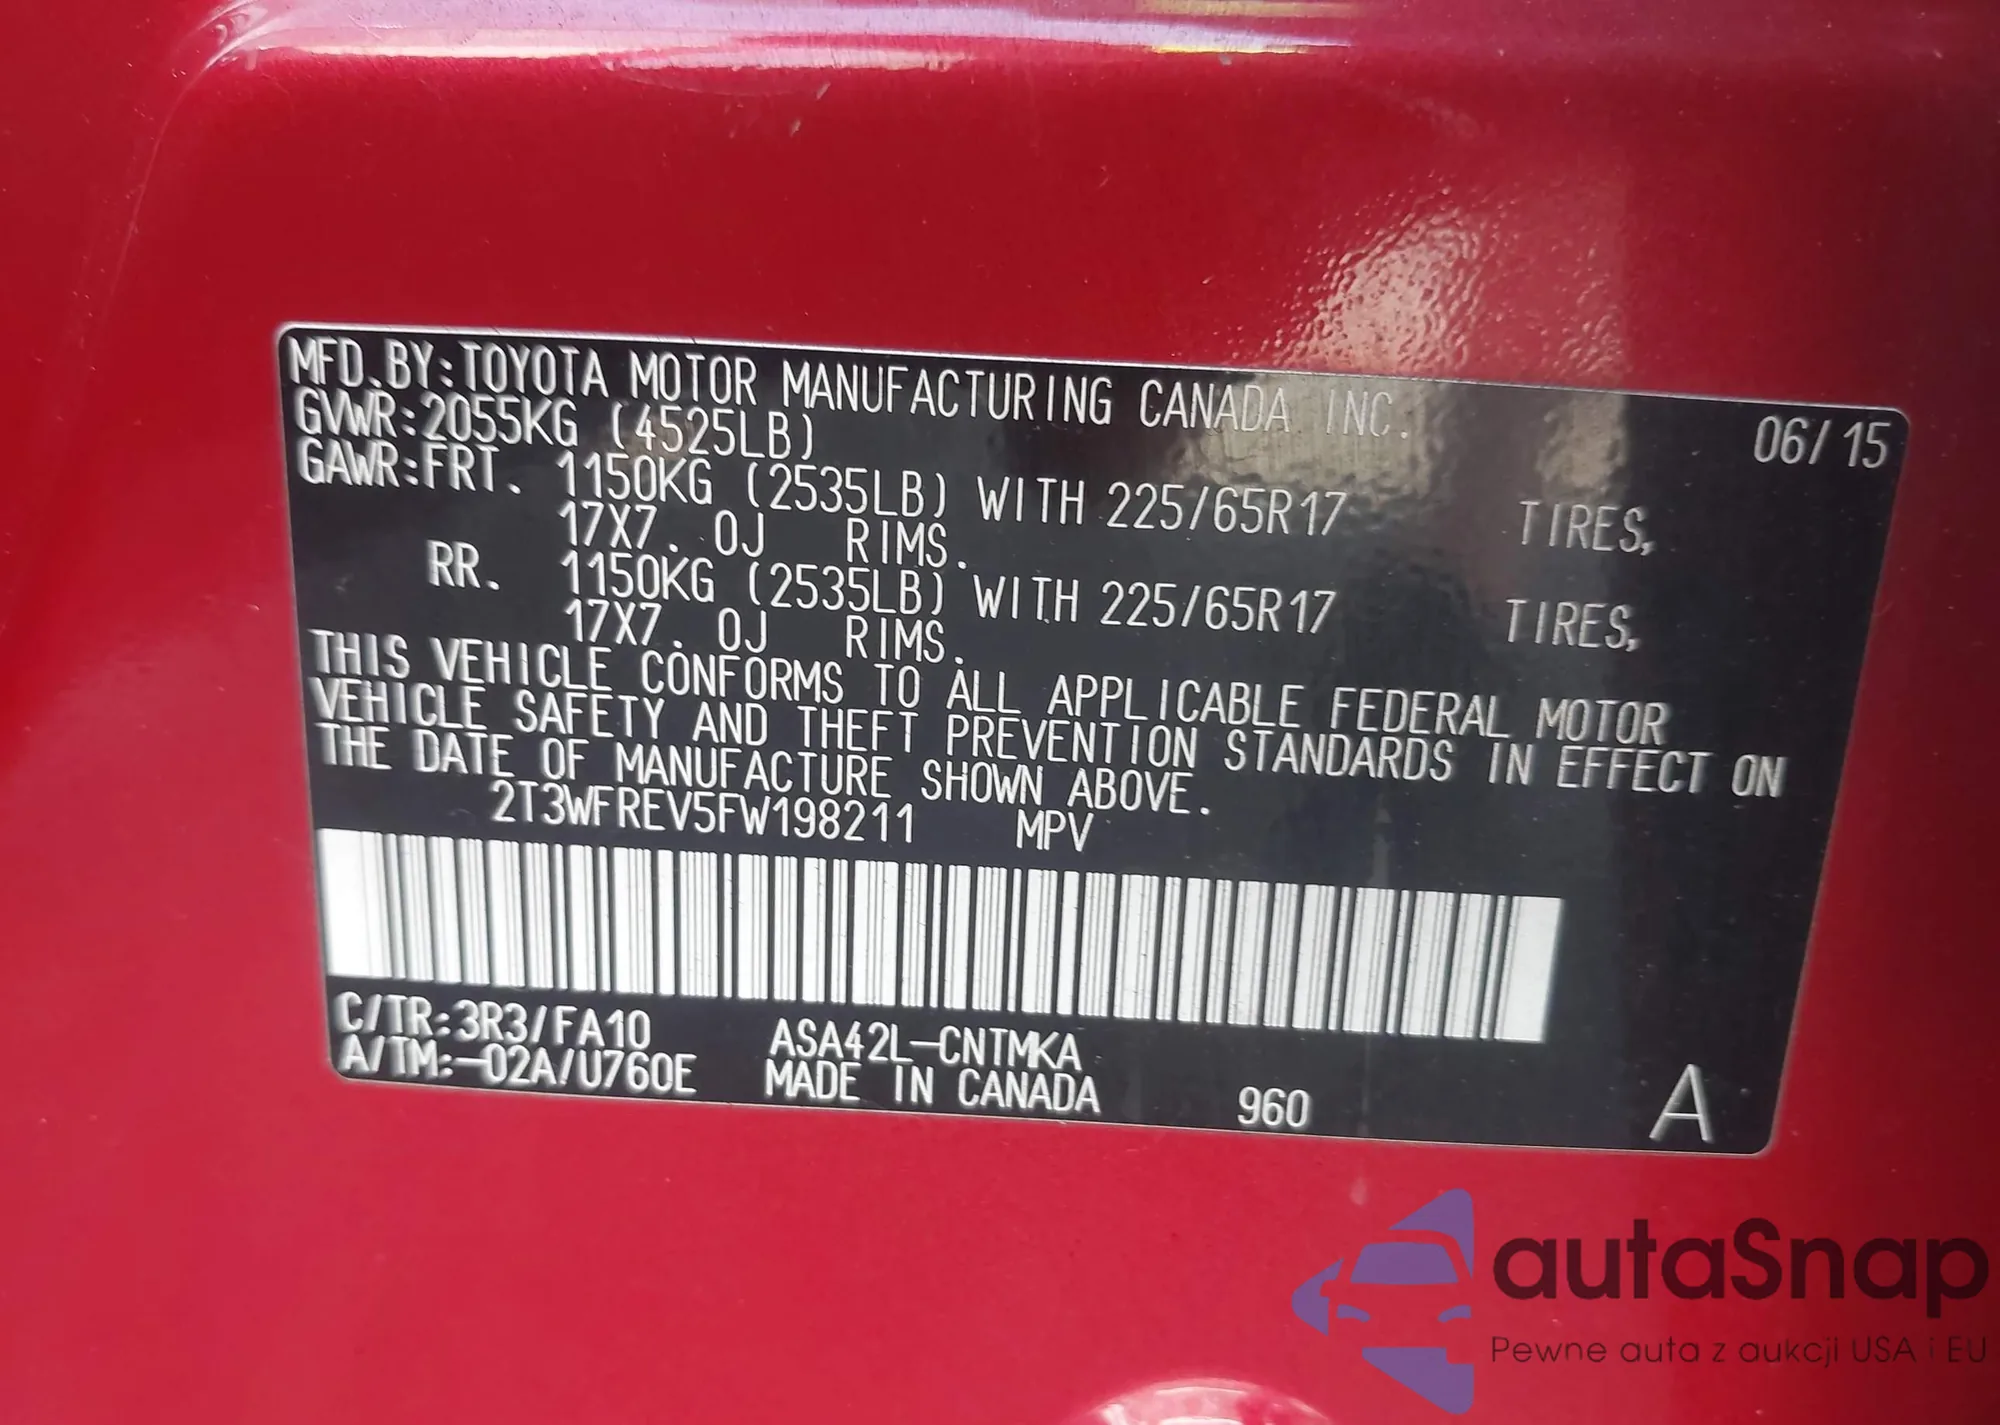 MFD.BY:TOYOTA MOTOR MANUFACTURING CANADA INC.
06/15
GVWR:2055KG (4525LB)
GAWR:FRT. 1150KG (2535LB) WITH 225/65R17 TIRES,
17X7. 0J RIMS.
RR. 1150KG (2535LB) WITH 225/65R17 TIRES,
17X7. 0J RIMS.
THIS VEHICLE CONFORMS TO ALL APPLICABLE FEDERAL MOTOR
VEHICLE SAFETY AND THEFT PREVENTION STANDARDS IN EFFECT ON
THE DATE OF MANUFACTURE SHOWN ABOVE.
2T3WFREV5FW198211 MPV
C/TR:3R3/FA10 ASA42L-CNTMKA
A/TM:-02A/U760E MADE IN CANADA 960 A
autaSnap
Pewne auta z aukcji USA i EU